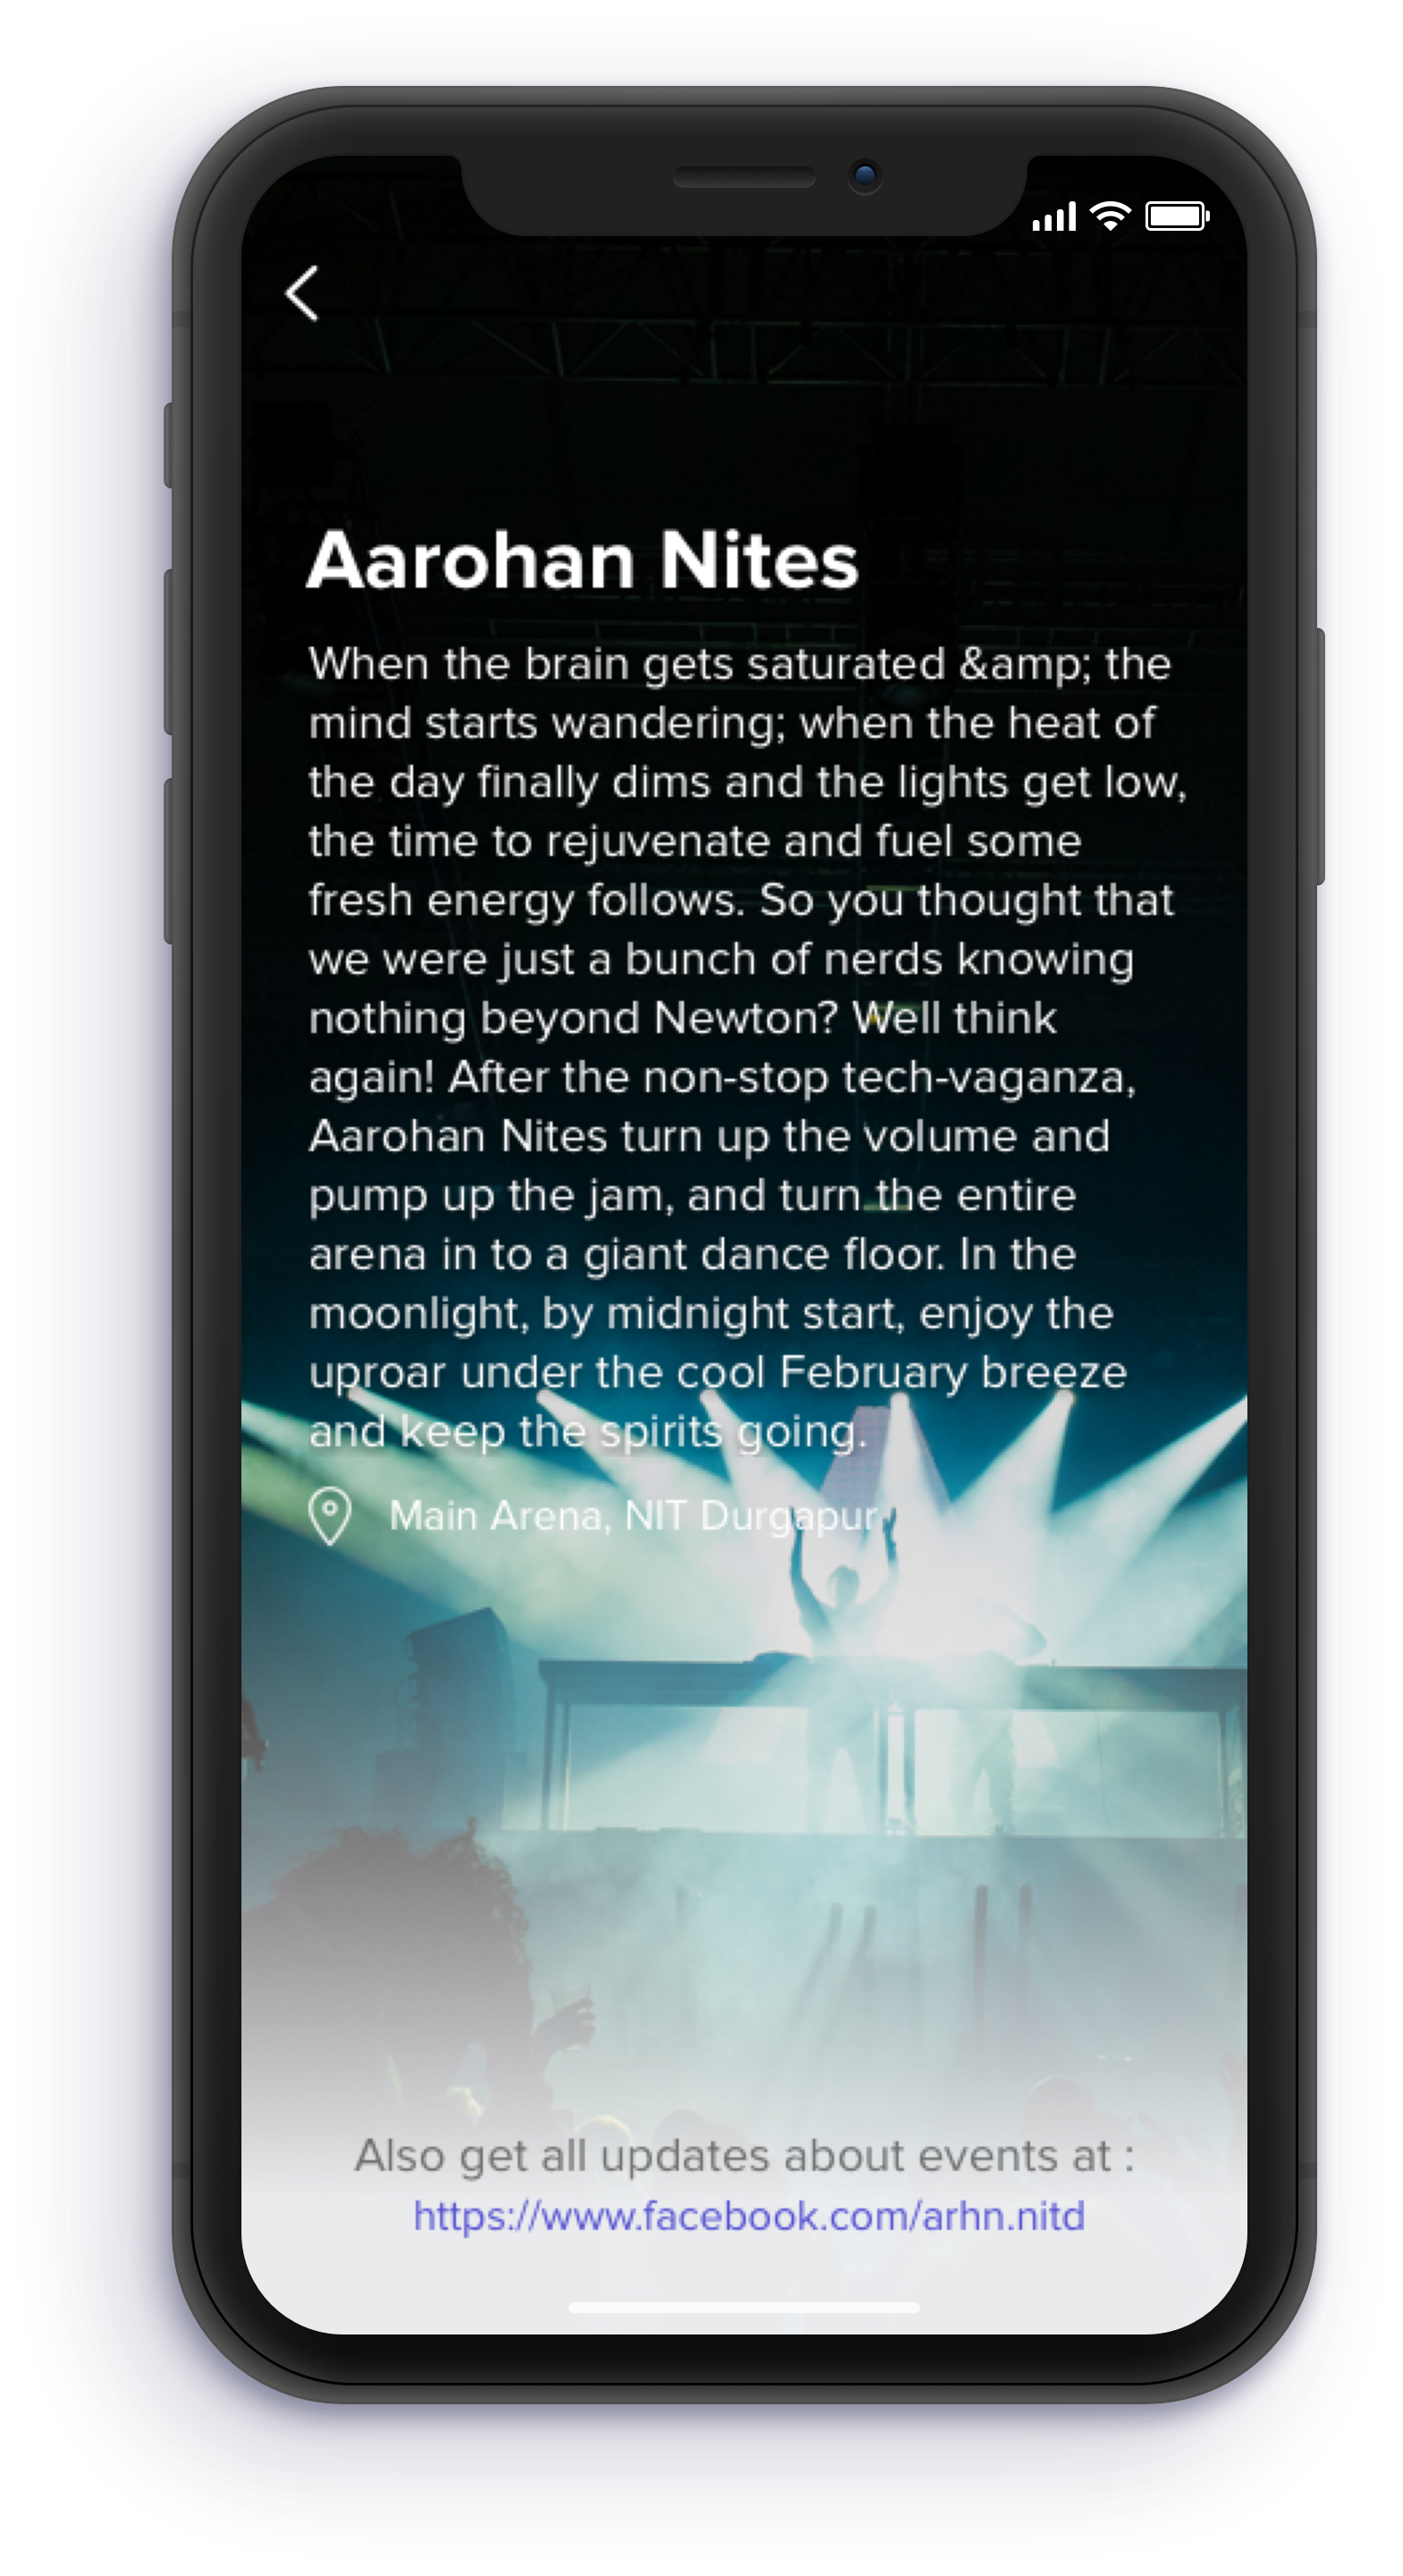 Aarohan Nites
When the brain gets saturated &amp; the
mind starts wandering; when the heat of
the day finally dims and the lights get low,
the time to rejuvenate and fuel some
fresh energy follows. So you thought that
we were just a bunch of nerds knowing
nothing beyond Newton? Well think
again! After the non-stop tech-vaganza,
Aarohan Nites turn up the volume and
pump up the jam, and turn the entire
arena in to a giant dance floor. In the
moonlight, by midnight start, enjoy the
uproar under the cool February breeze
and keep the spirits going.
Main Arena, NIT Durgapur
Also get all updates about events at :
https://www.facebook.com/arhn.nitd